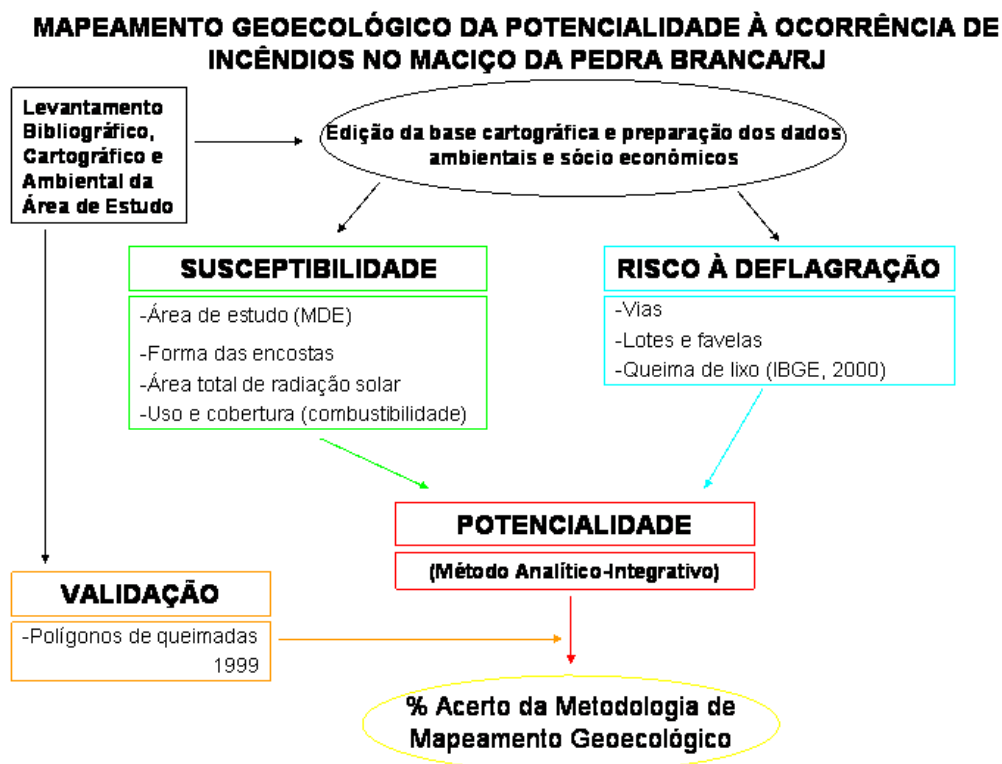 MAPEAMENTO GEOECOLÓGICO DA POTENCIALIDADE À OCORRÊNCIA DE
INCÊNDIOS NO MACIÇO DA PEDRA BRANCA/RJ
Levantamento
Bibliográfico,
Cartográfico e
Ambiental da
Área de Estudo
Edição da base cartográfica e preparação dos dados
ambientais e sócio econômicos
SUSCEPTIBILIDADE
-Área de estudo (MDE)
-Forma das encostas
-Área total de radiação solar
-Uso e cobertura (combustibilidade)
RISCO À DEFLAGRAÇÃO
-Vias
-Lotes e favelas
-Queima de lixo (IBGE, 2000)
POTENCIALIDADE
(Método Analítico-Integrativo)
VALIDAÇÃO
-Polígonos de queimadas
1999
% Acerto da Metodologia de
Mapeamento Geoecológico